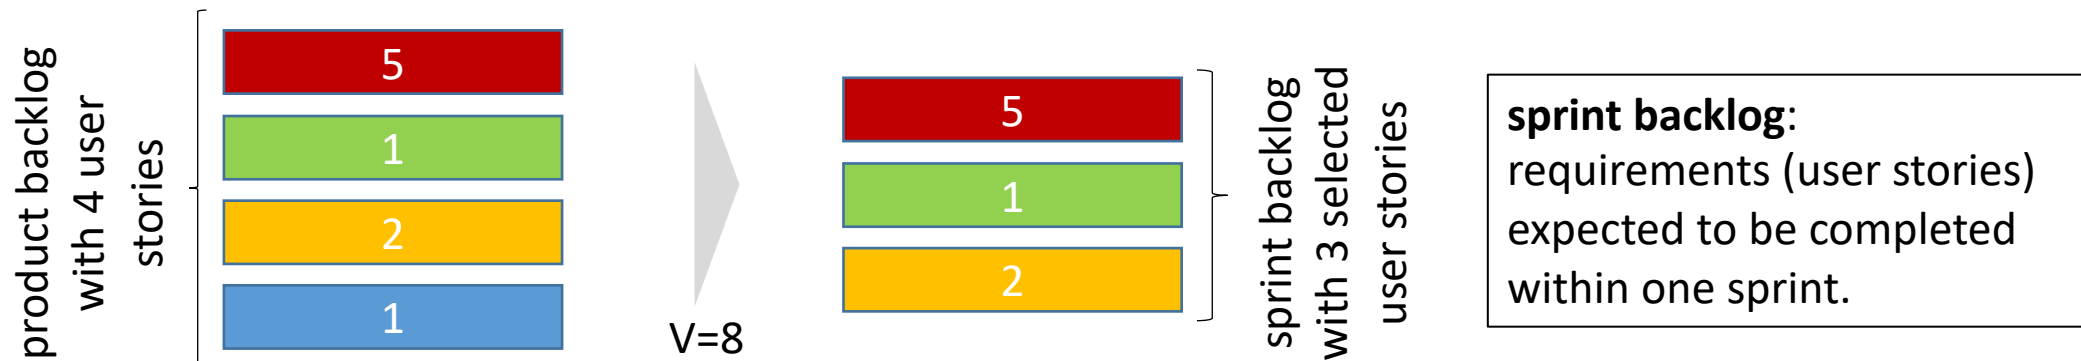 product backlog
with 4 user
stories
5
1
2
1
V=8
5
1
2
sprint backlog
with 3 selected
user stories
sprint backlog:
requirements (user stories)
expected to be completed
within one sprint.